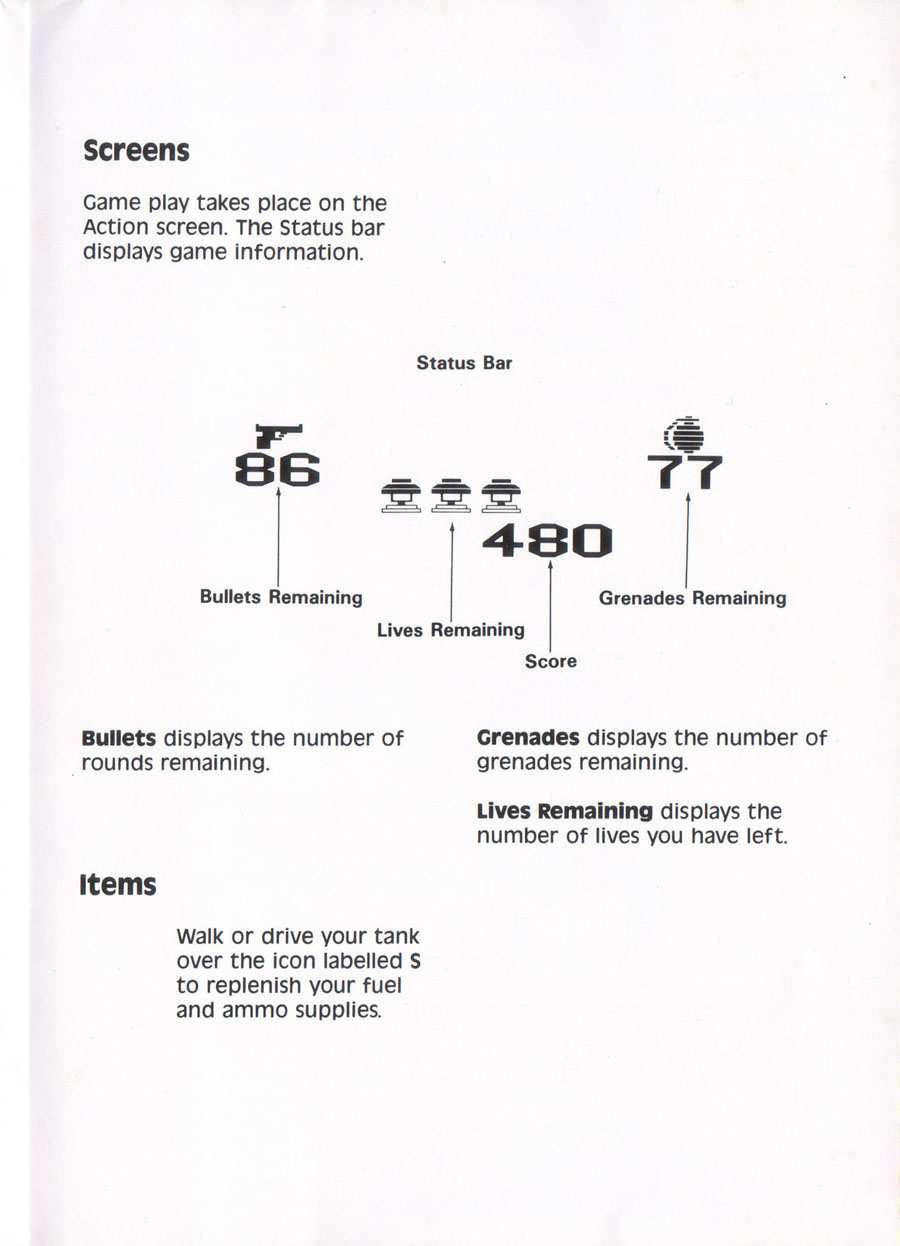 Screens
Game play takes place on the
Action screen. The Status bar
displays game information.
Status Bar
86
77
480
Bullets Remaining
Grenades Remaining
Lives Remaining
Score
Bullets displays the number of
rounds remaining.
Grenades displays the number of
grenades remaining.
Lives Remaining displays the
number of lives you have left.
Items
Walk or drive your tank
over the icon labelled S
to replenish your fuel
and ammo supplies.